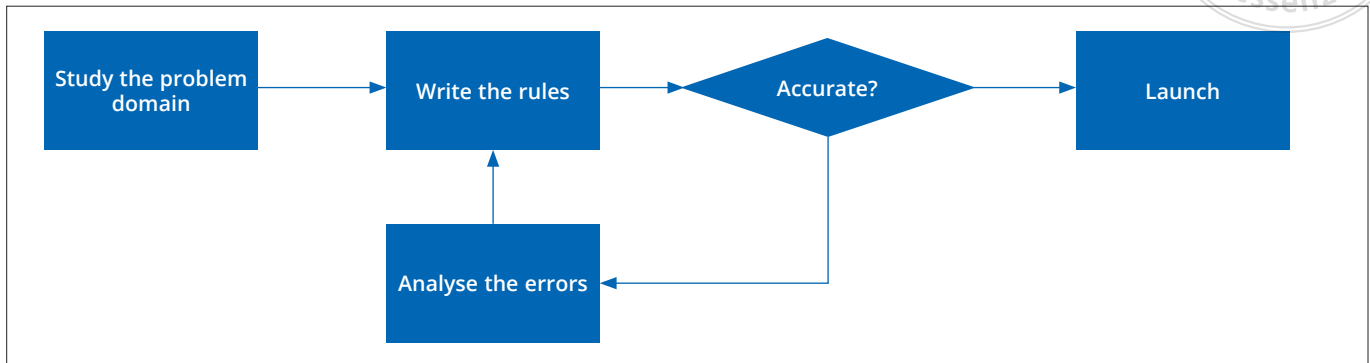 Study the problem
domain
Write the rules
Accurate?
Launch
Analyse the errors